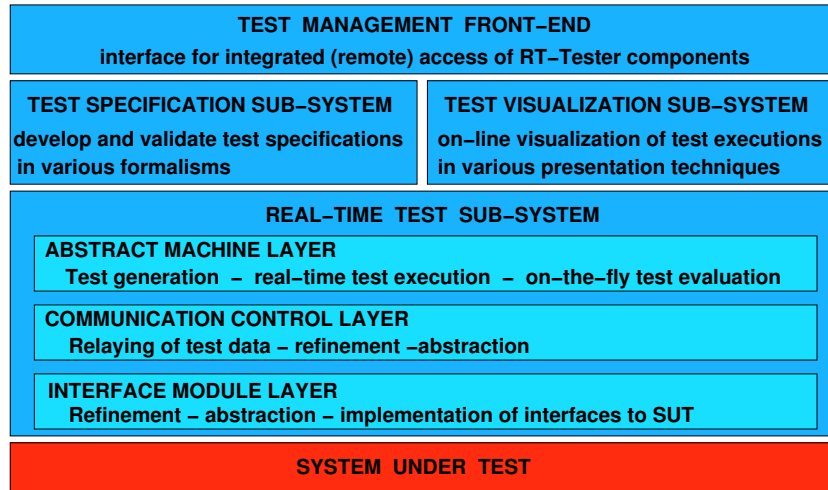 TEST MANAGEMENT FRONT−END
interface for integrated (remote) access of RT−Tester components
TEST SPECIFICATION SUB−SYSTEM
develop and validate test specifications
in various formalisms
TEST VISUALIZATION SUB−SYSTEM
on−line visualization of test executions
in various presentation techniques
REAL−TIME TEST SUB−SYSTEM
ABSTRACT MACHINE LAYER
Test generation − real−time test execution − on−the−fly test evaluation
COMMUNICATION CONTROL LAYER
Relaying of test data − refinement −abstraction
INTERFACE MODULE LAYER
Refinement − abstraction − implementation of interfaces to SUT
SYSTEM UNDER TEST